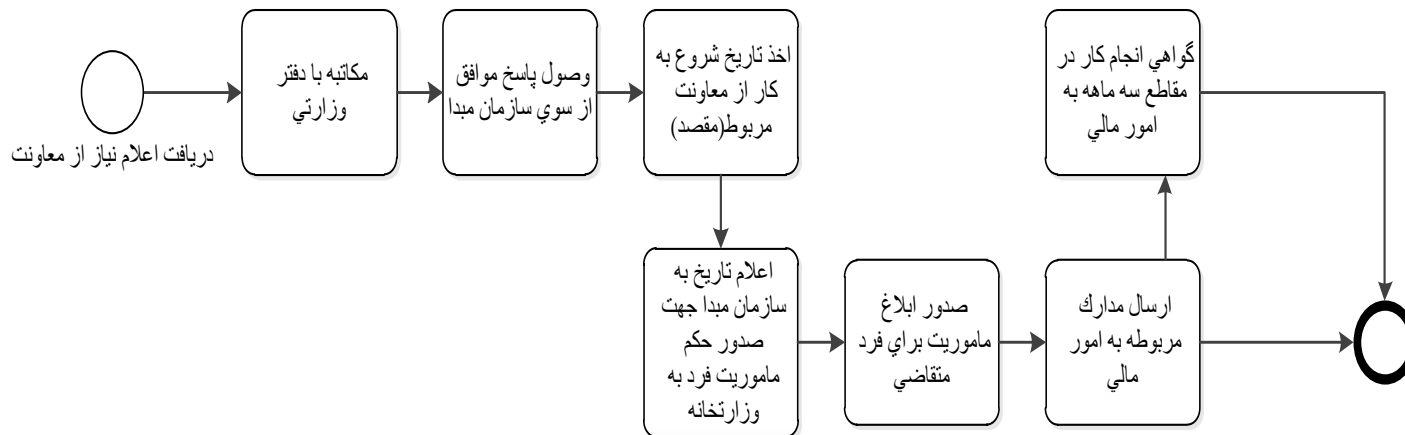 دريافت اعلام نياز از معاونت
مكاتبه با دفتر
وزارتي
وصول پاسخ موافق
از سوي سازمان مبدا
اخذ تاريخ شروع به
كار از معاونت
مربوط(مقصد)
اعلام تاريخ به
سازمان مبدا جهت
صدور حكم
ماموريت فرد به
وزارتخانه
صدور ابلاغ
ماموريت براي فرد
متقاضي
ارسال مدارك
مربوطه به امور
مالي
گواهي انجام كار در
مقاطع سه ماهه به
امور مالي